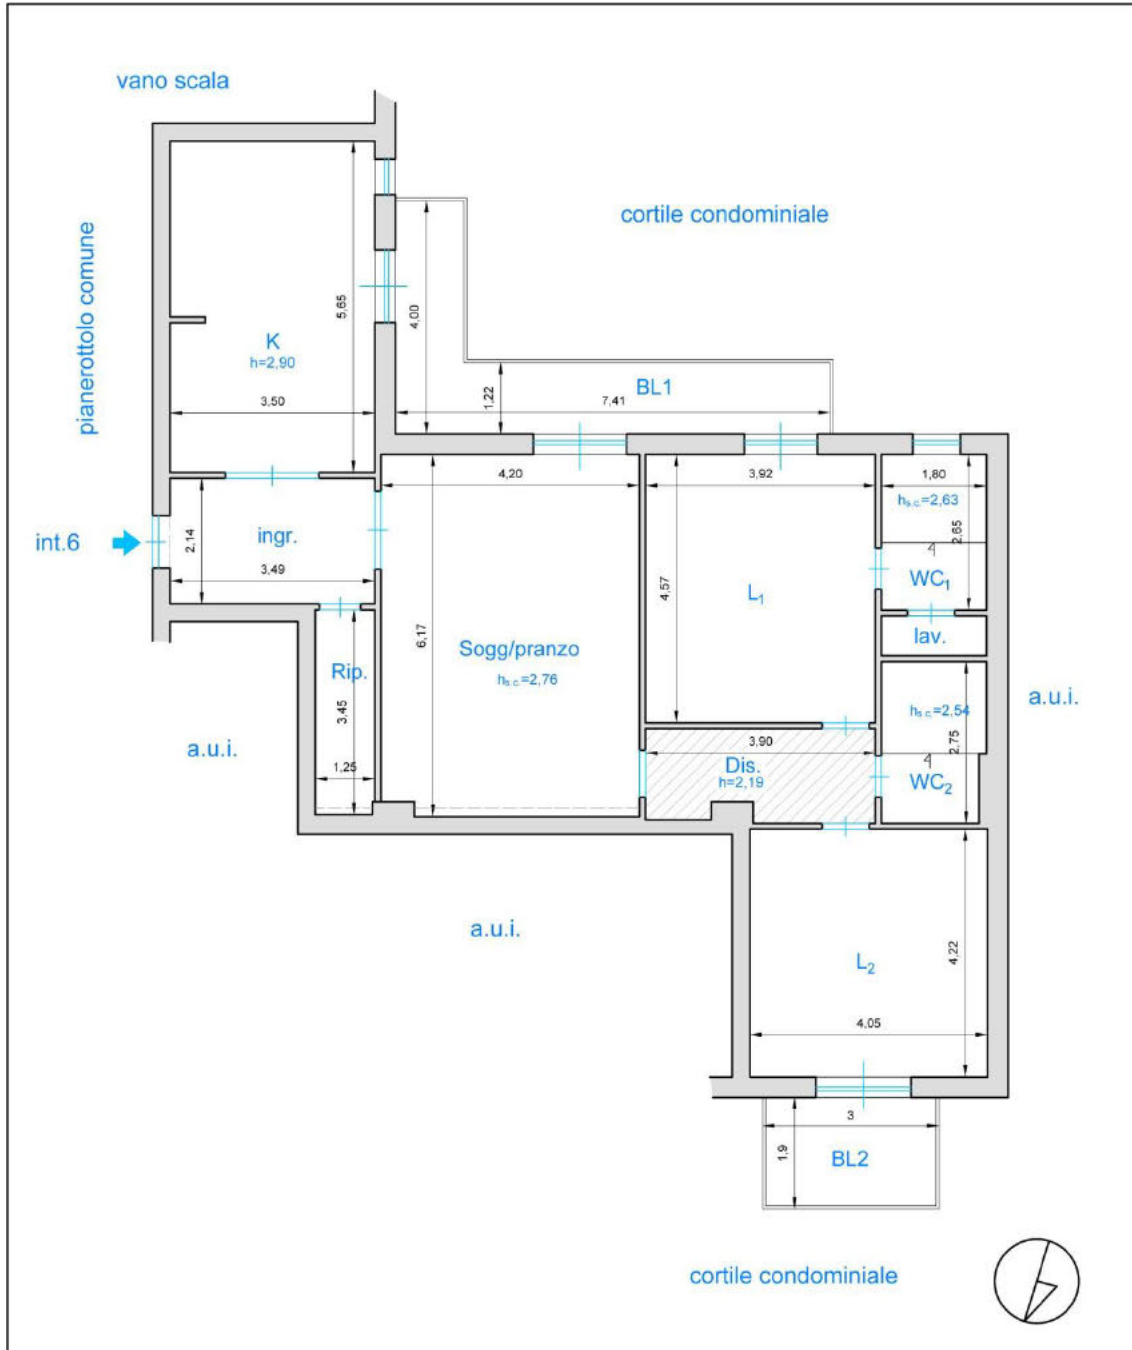 vano scala
cortile condominiale
pianerottolo comune
5,65
4,00
K
h=2,90
3,50
1,22
BL1
7,41
4,20
3,92
1,80
hs.c.=2,63
2,65
int.6
2,14
ingr.
3,49
4,57
L1
WC1
6,17
Sogg/pranzo
hs.c.=2,76
lav.
Rip.
3,45
1,25
a.u.i.
a.u.i.
hs.c.=2,54
2,75
3,90
Dis.
h=2,19
WC2
a.u.i.
L2
4,22
4,05
3
1,9
BL2
cortile condominiale